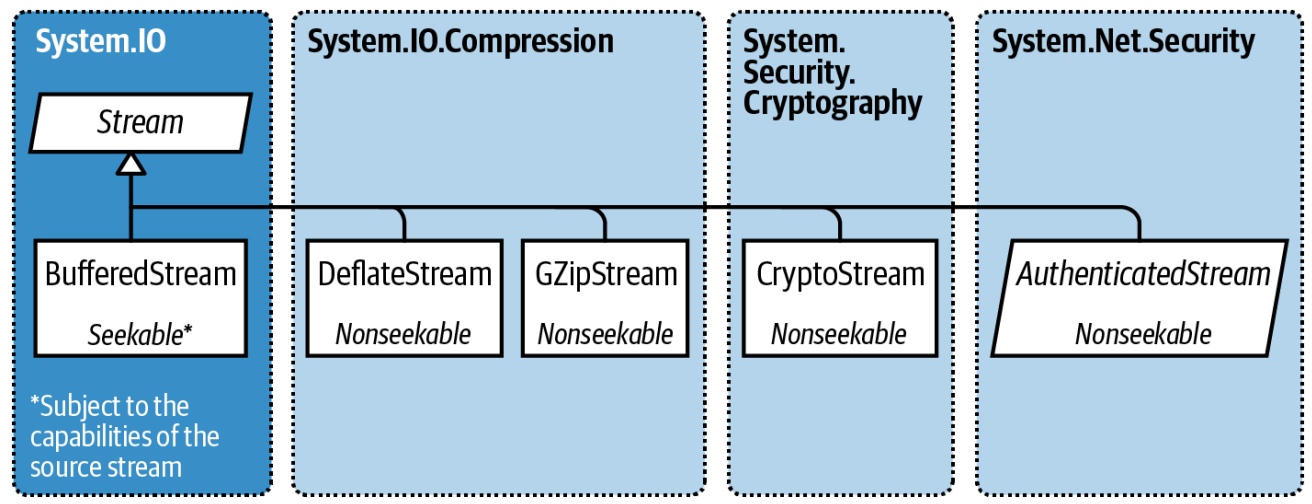 System.IO
Stream
BufferedStream
Seekable*
*Subject to the
capabilities of the
source stream
System.IO.Compression
DeflateStream
Nonseekable
GZipStream
Nonseekable
System.
Security.
Cryptography
CryptoStream
Nonseekable
System.Net.Security
AuthenticatedStream
Nonseekable